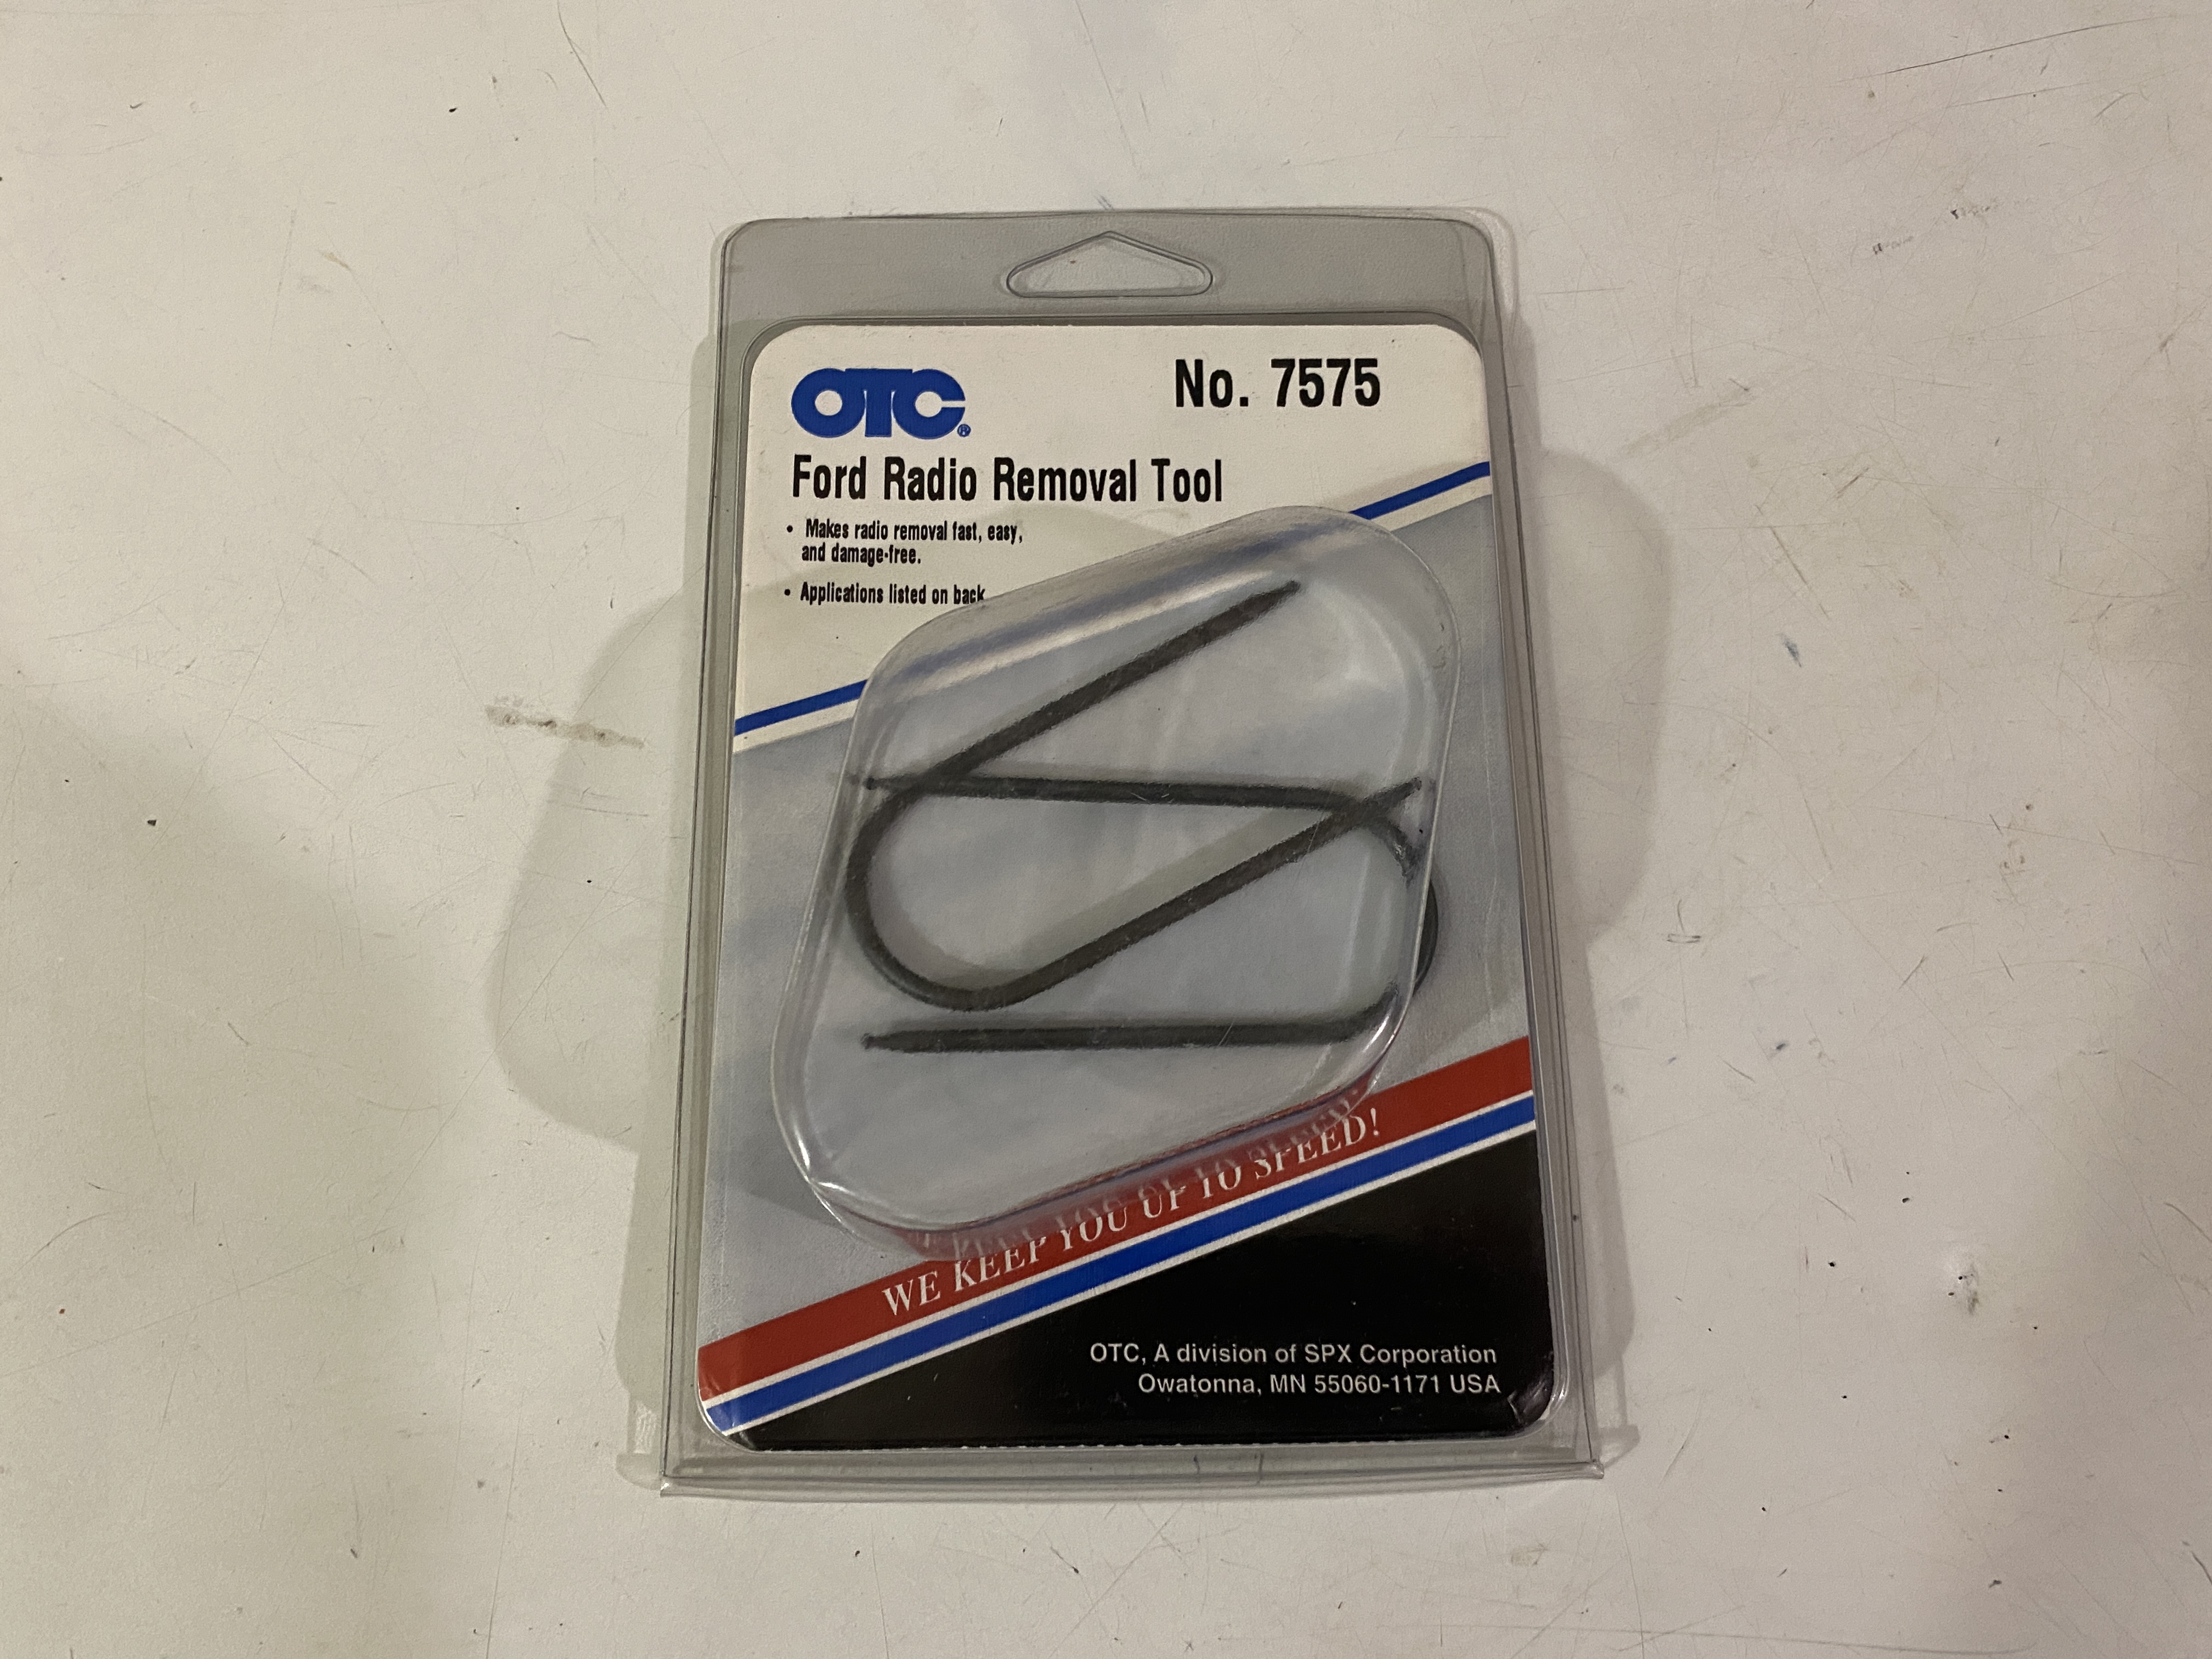 OTC®
No. 7575
Ford Radio Removal Tool
• Makes radio removal fast, easy,
and damage-free.
• Applications listed on back
WE KEEP YOU UP TO SPEED!
OTC, A division of SPX Corporation
Owatonna, MN 55060-1171 USA